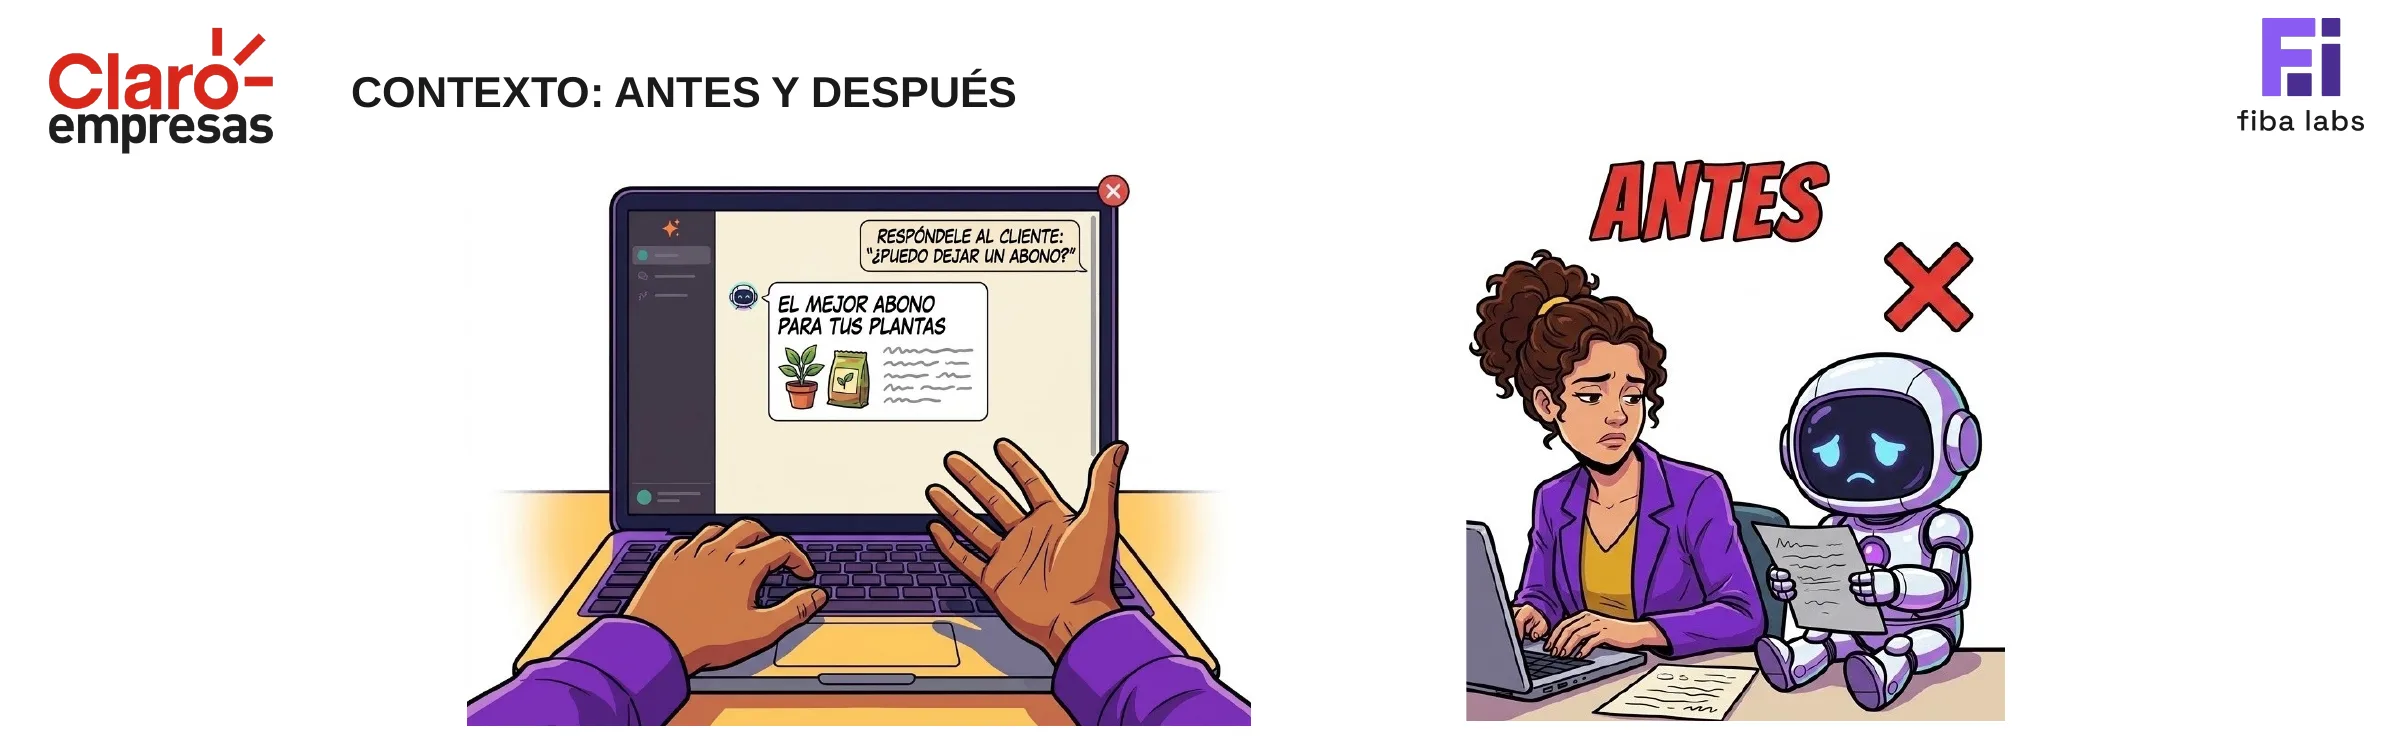 Claro
empresas
CONTEXTO: ANTES Y DESPUÉS
Fi
fiba labs
RESPÓNDELE AL CLIENTE:
"¿PUEDO DEJAR UN ABONO?"
EL MEJOR ABONO
PARA TUS PLANTAS
ANTES